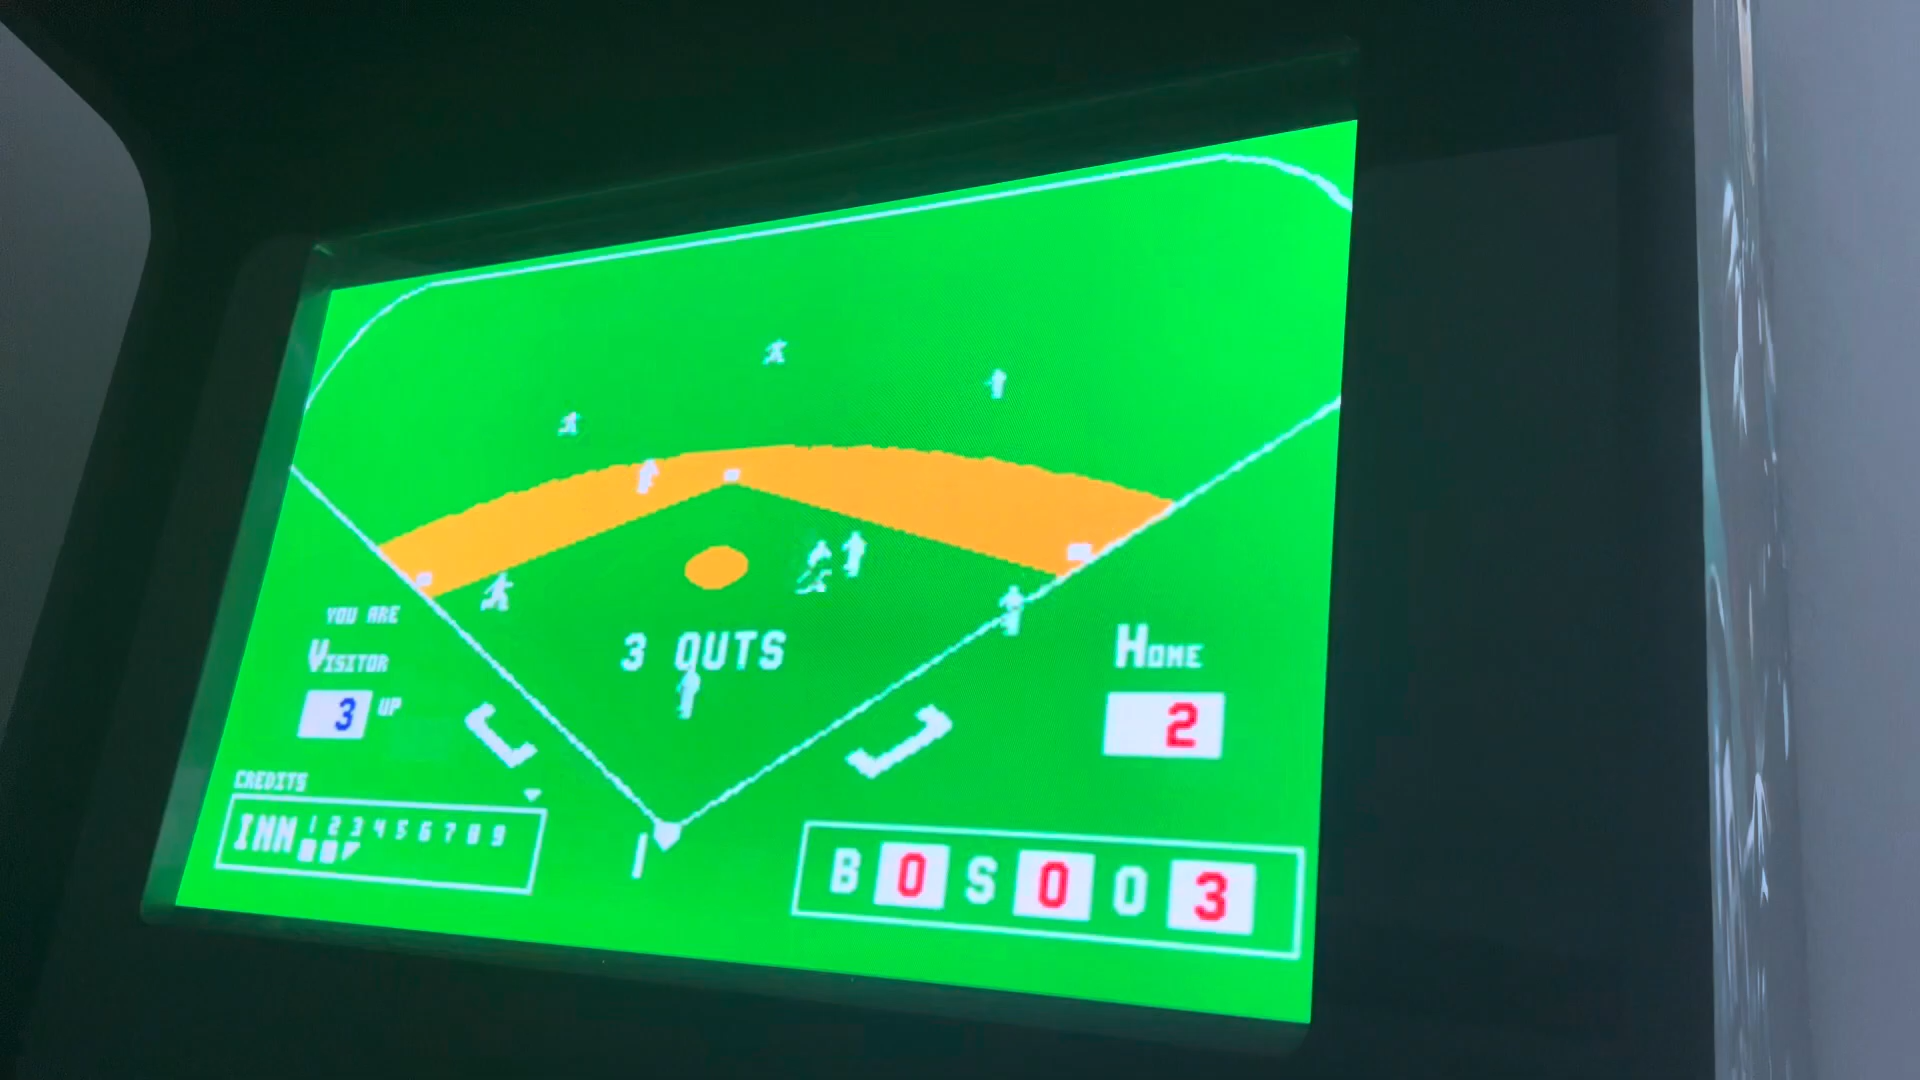 3 OUTS
YOU ARE
VISITOR
3 UP
HOME
2
CREDITS
INN 1 2 3 4 5 6 7 8 9
B 0 S 0 O 3